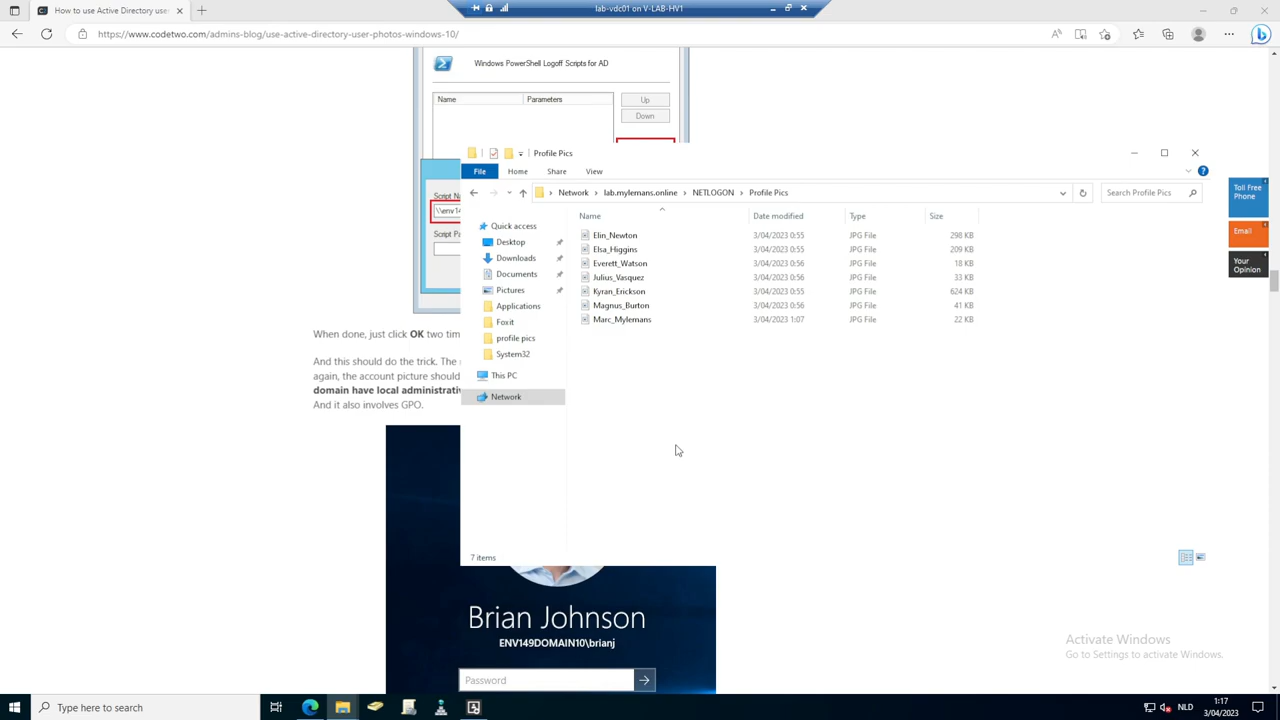 lab-vdc01 on V-LAB-HV1
How to use Active Directory user
https://www.codetwo.com/admins-blog/use-active-directory-user-photos-windows-10/
Windows PowerShell Logoff Scripts for AD
Name Parameters
Up
Down
Script Na
\\env14
Script Pa
Profile Pics
File Home Share View
Network lab.mylemans.online NETLOGON Profile Pics
Search Profile Pics
Quick access
Desktop
Downloads
Documents
Pictures
Applications
Foxit
profile pics
System32
This PC
Network
Name Date modified Type Size
Elin_Newton 3/04/2023 0:55 JPG File 298 KB
Elsa_Higgins 3/04/2023 0:55 JPG File 209 KB
Everett_Watson 3/04/2023 0:56 JPG File 18 KB
Julius_Vasquez 3/04/2023 0:56 JPG File 33 KB
Kyran_Erickson 3/04/2023 0:55 JPG File 624 KB
Magnus_Burton 3/04/2023 0:56 JPG File 41 KB
Marc_Mylemans 3/04/2023 1:07 JPG File 22 KB
7 items
Toll Free
Phone
Email
Your
Opinion
When done, just click OK two tim
And this should do the trick. The
again, the account picture should
domain have local administrativ
And it also involves GPO.
Brian Johnson
ENV149DOMAIN10\brianj
Password
Activate Windows
Go to Settings to activate Windows.
Type here to search
NLD
1:17
3/04/2023